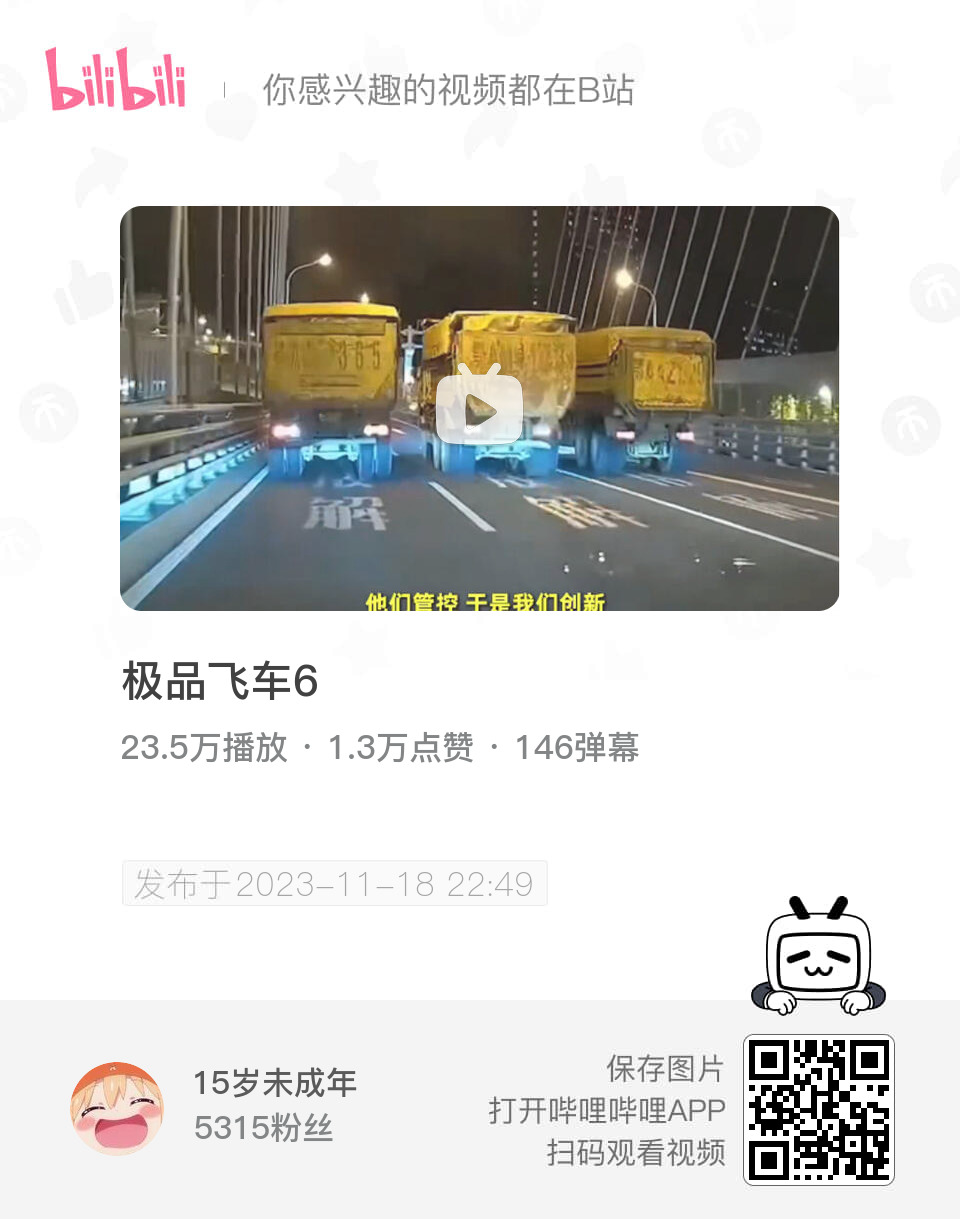 bilibili
你感兴趣的视频都在B站
他们管控 于是我们创新
极品飞车6
23.5万播放 · 1.3万点赞 · 146弹幕
发布于2023-11-18 22:49
15岁未成年
5315粉丝
保存图片
打开哔哩哔哩APP
扫码观看视频